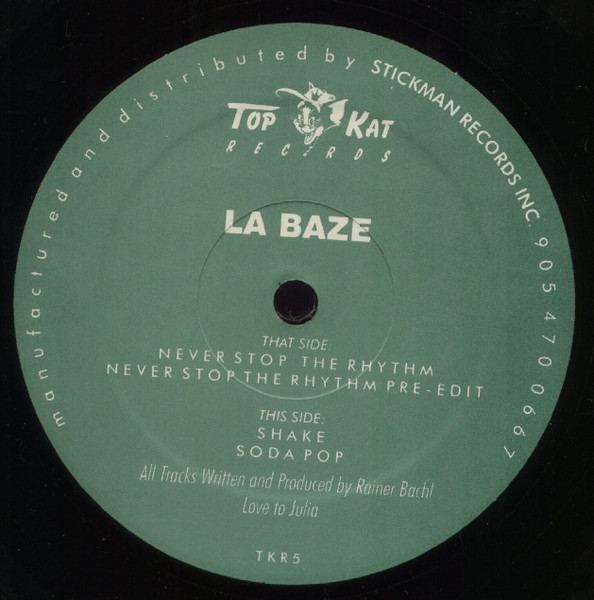 manufactured and distributed by STICKMAN RECORDS INC. 905 470 0667
TOP KAT
RECORDS
LA BAZE
THAT SIDE:
NEVER STOP THE RHYTHM
NEVER STOP THE RHYTHM PRE-EDIT
THIS SIDE:
SHAKE
SODA POP
All Tracks Written and Produced by Rainer Bachl
Love to Julia
TKR5